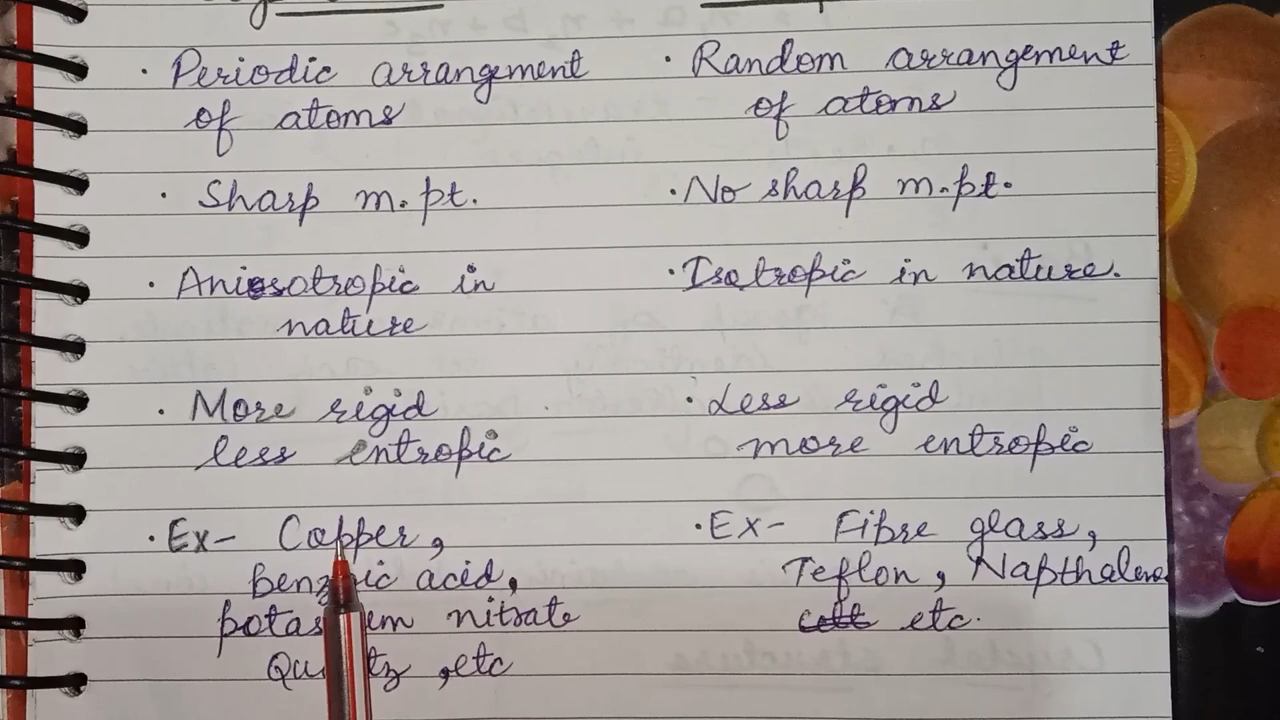 · Periodic arrangement
of atoms
· Sharp m.pt.
· Aniosotropic in
nature
· More rigid
less entropic
· Ex- Copper,
acid,
nitrate
, etc
· Random arrangement
of atoms
· No sharp m.pt.
· Isotropic in nature.
· Less rigid
more entropic
· Ex- Fibre glass,
Teflon, Napthalene
etc.